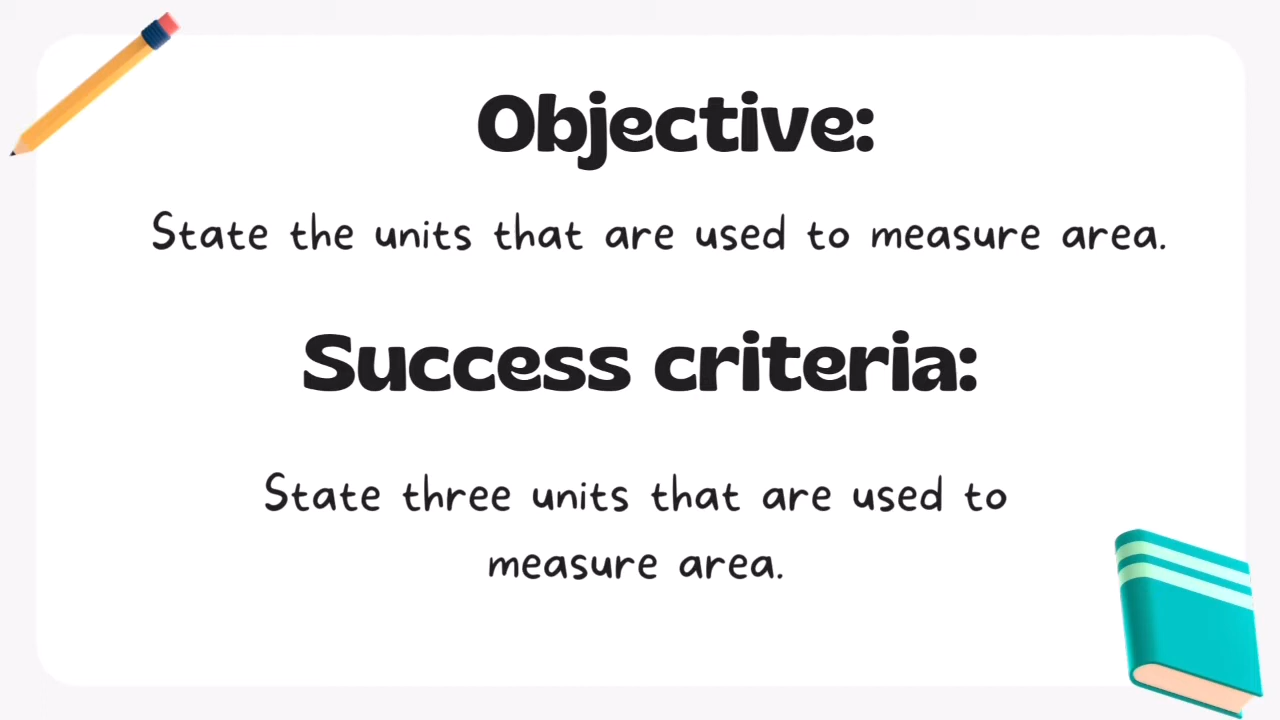 Objective:
State the units that are used to measure area.
Success criteria:
State three units that are used to
measure area.